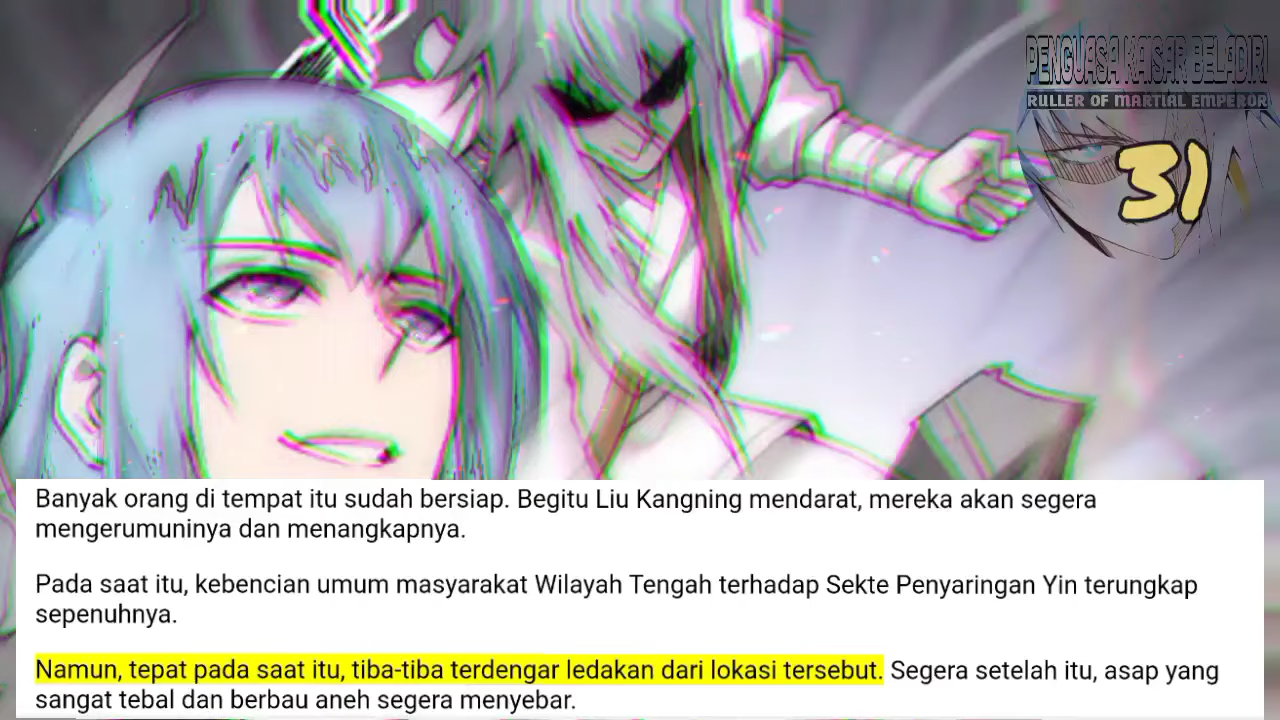 PENGUASA KAISAR BELADIRI
RULLER OF MARTIAL EMPEROR
31
Banyak orang di tempat itu sudah bersiap. Begitu Liu Kangning mendarat, mereka akan segera
mengerumuninya dan menangkapnya.
Pada saat itu, kebencian umum masyarakat Wilayah Tengah terhadap Sekte Penyaringan Yin terungkap
sepenuhnya.
Namun, tepat pada saat itu, tiba-tiba terdengar ledakan dari lokasi tersebut. Segera setelah itu, asap yang
sangat tebal dan berbau aneh segera menyebar.